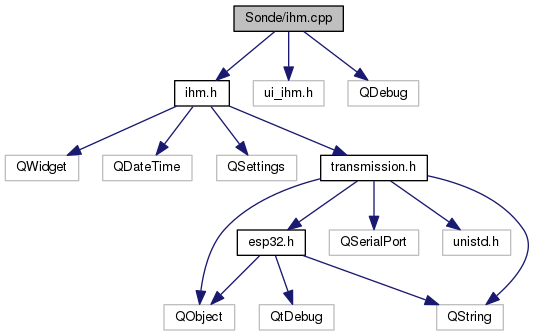 Sonde/ihm.cpp
ihm.h
ui_ihm.h
QDebug
QWidget
QDateTime
QSettings
transmission.h
esp32.h
QSerialPort
unistd.h
QObject
QtDebug
QString